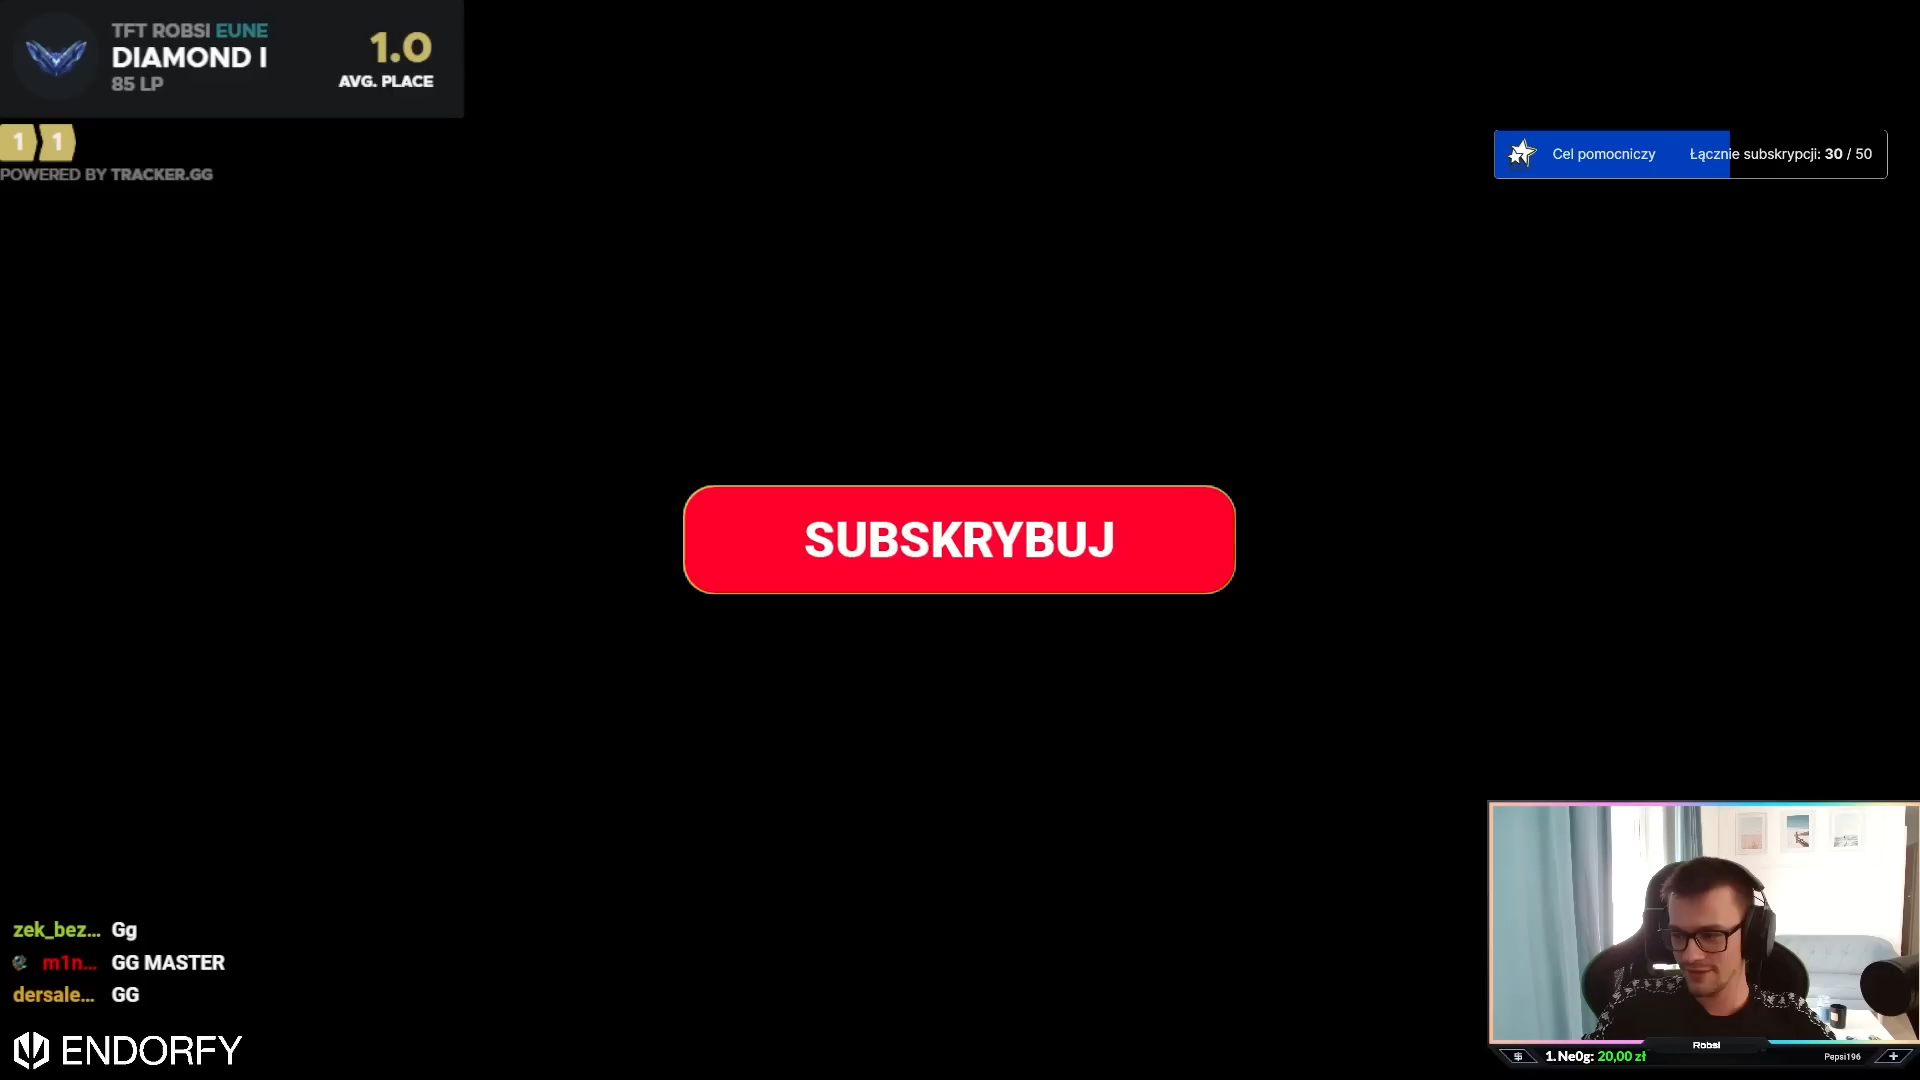 TFT ROBSI EUNE
DIAMOND I
85 LP
1.0
AVG. PLACE
1 1
POWERED BY TRACKER.GG
Cel pomocniczy Łącznie subskrypcji: 30 / 50
SUBSKRYBUJ
zek_bez... Gg
m1n... GG MASTER
dersale... GG
ENDORFY
Robsi
$ 1. Ne0g: 20,00 zł
Pepsi196 +